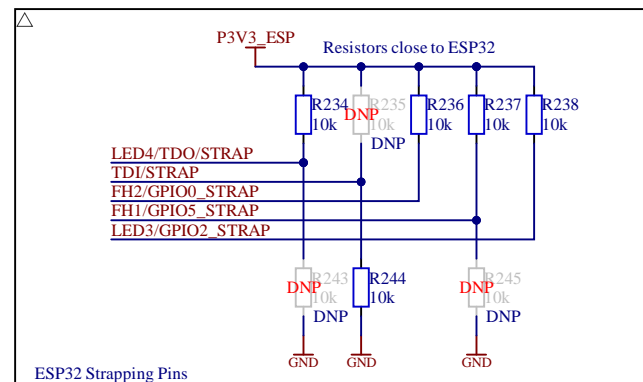 P3V3_ESP
Resistors close to ESP32
R234
10k
R235
10k
DNP
DNP
R236
10k
R237
10k
R238
10k
LED4/TDO/STRAP
TDI/STRAP
FH2/GPIO0_STRAP
FH1/GPIO5_STRAP
LED3/GPIO2_STRAP
R243
10k
DNP
DNP
R244
10k
R245
10k
DNP
DNP
GND
GND
GND
ESP32 Strapping Pins